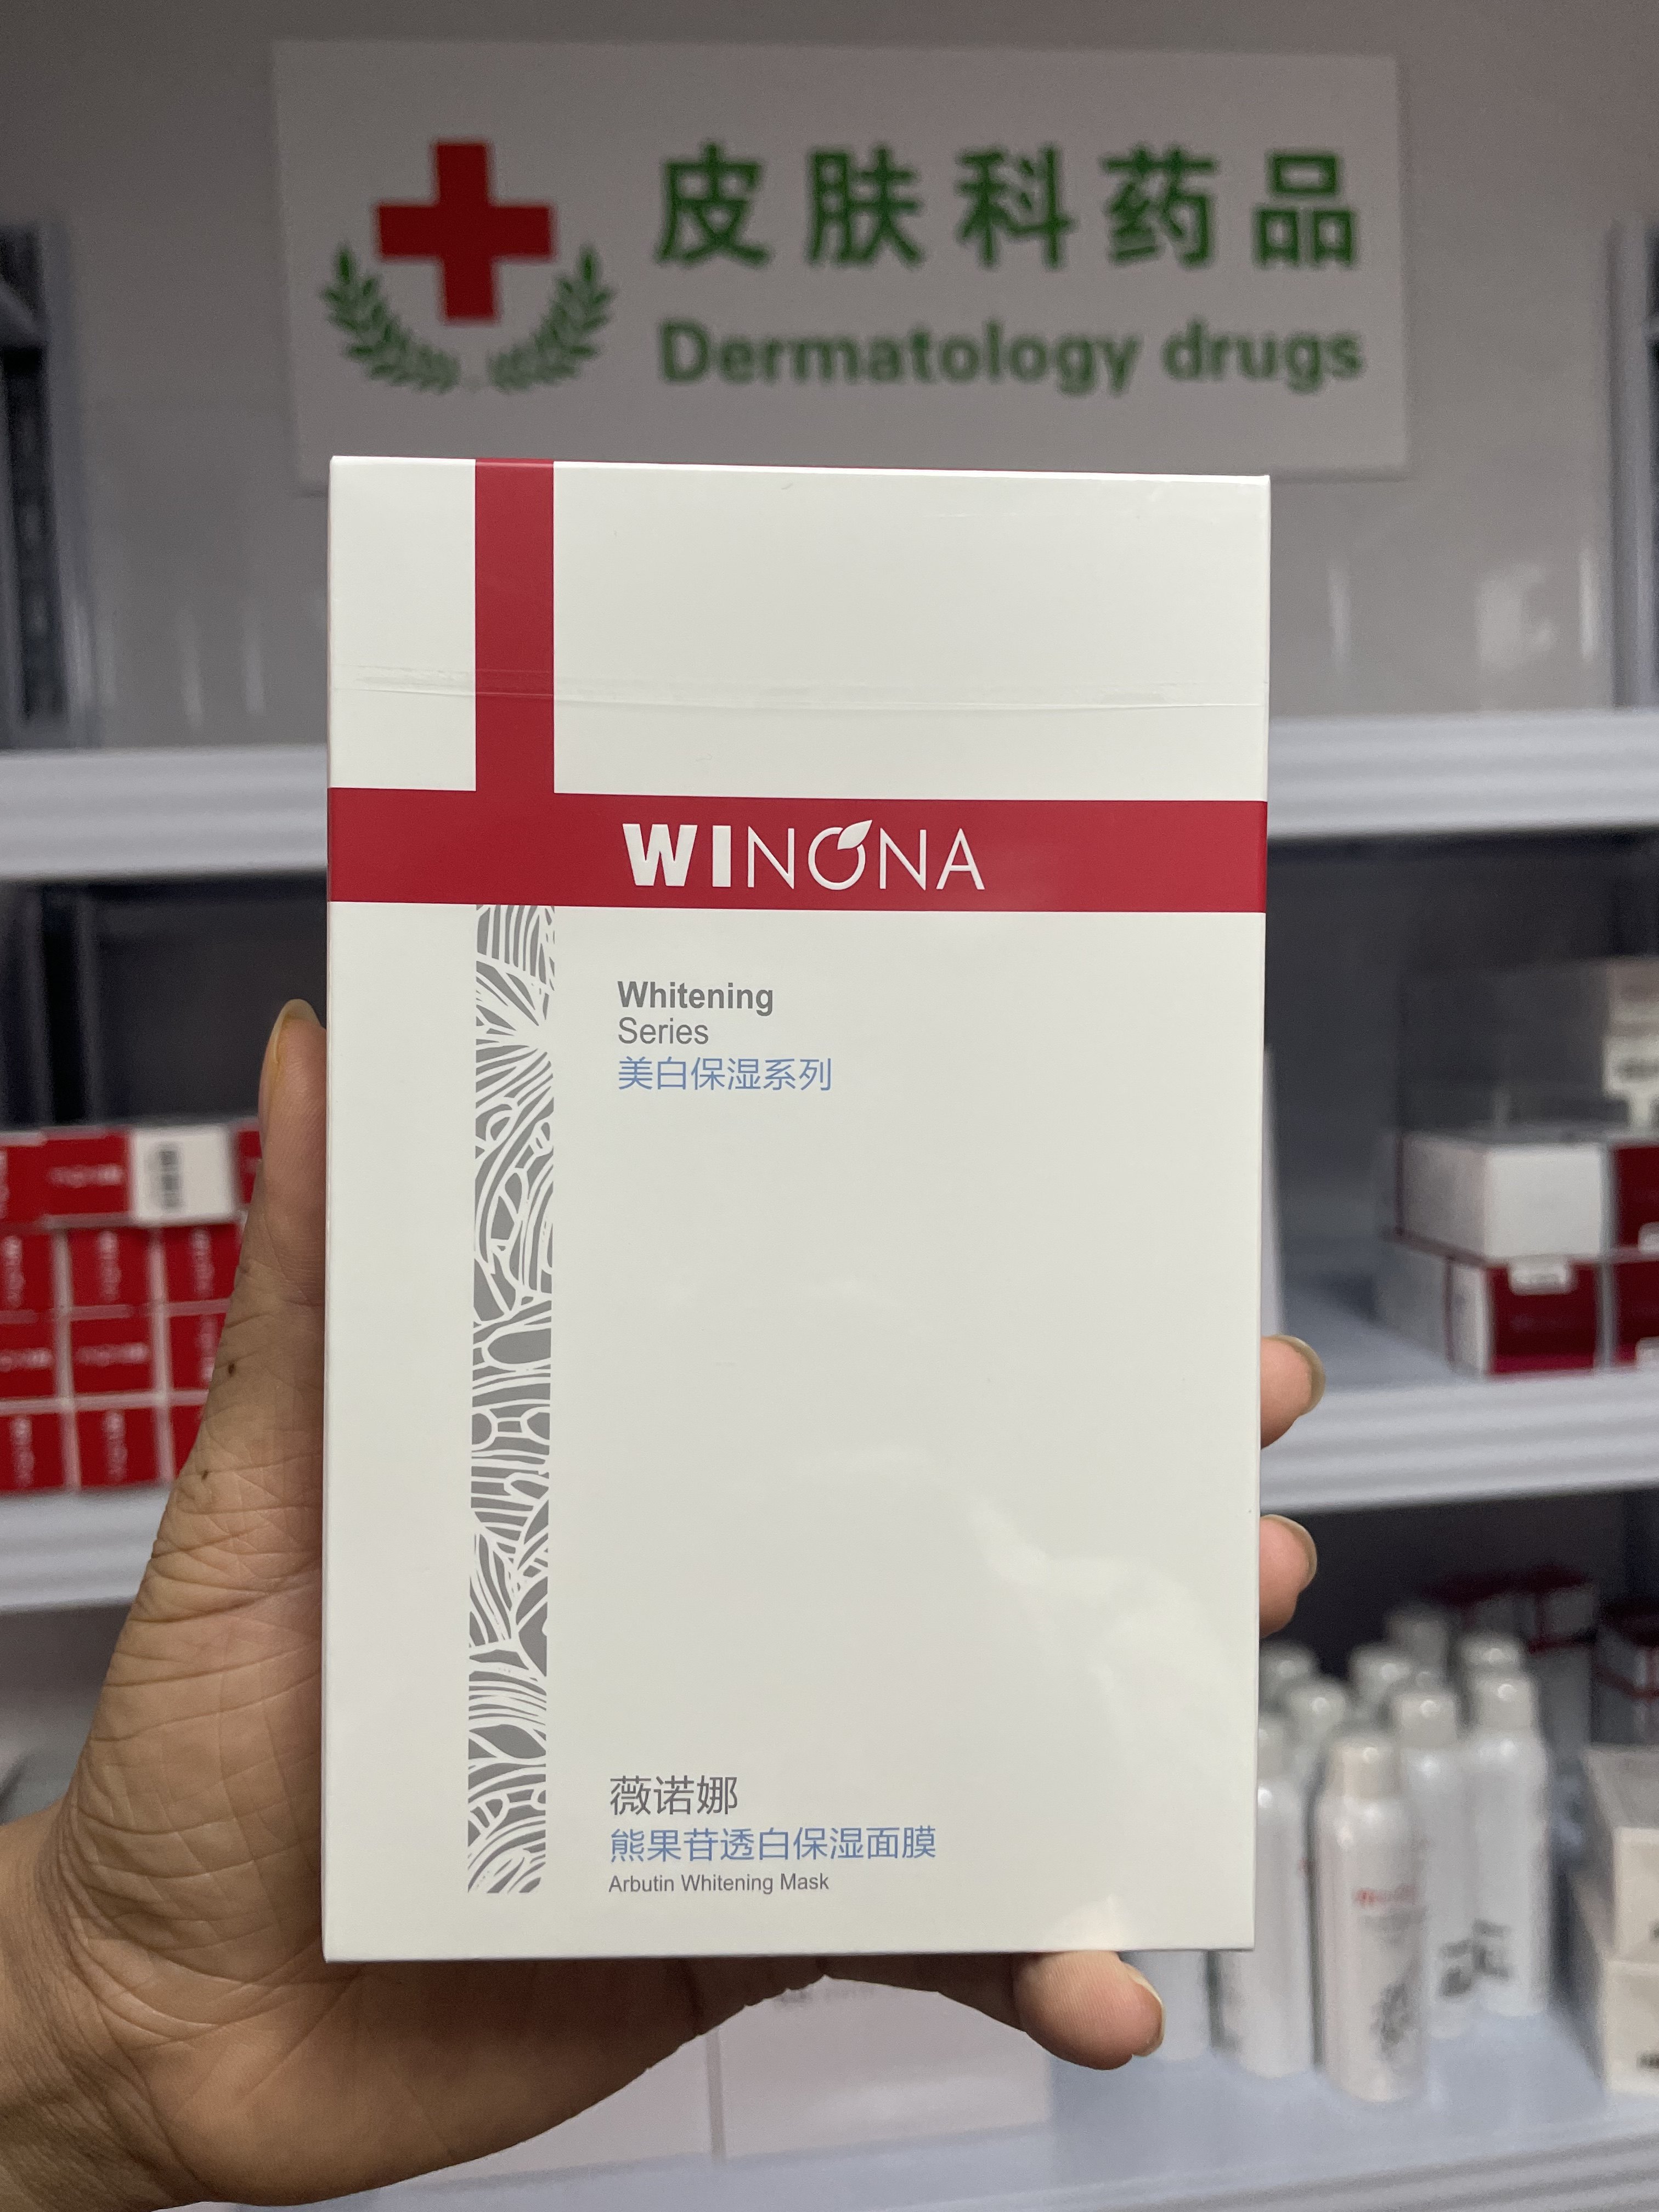 皮肤科药品
Dermatology drugs
WINONA
Whitening
Series
美白保湿系列
薇诺娜
熊果苷透白保湿面膜
Arbutin Whitening Mask